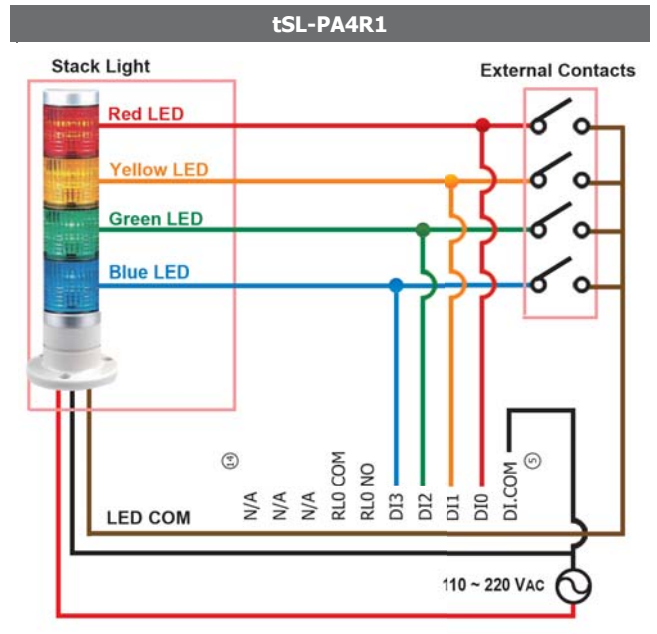 tSL-PA4R1
Stack Light
External Contacts
Red LED
Yellow LED
Green LED
Blue LED
14
N/A
N/A
N/A
RL0 COM
RL0 NO
DI3
DI2
DI1
DI0
DI.COM
5
LED COM
110 ~ 220 VAC